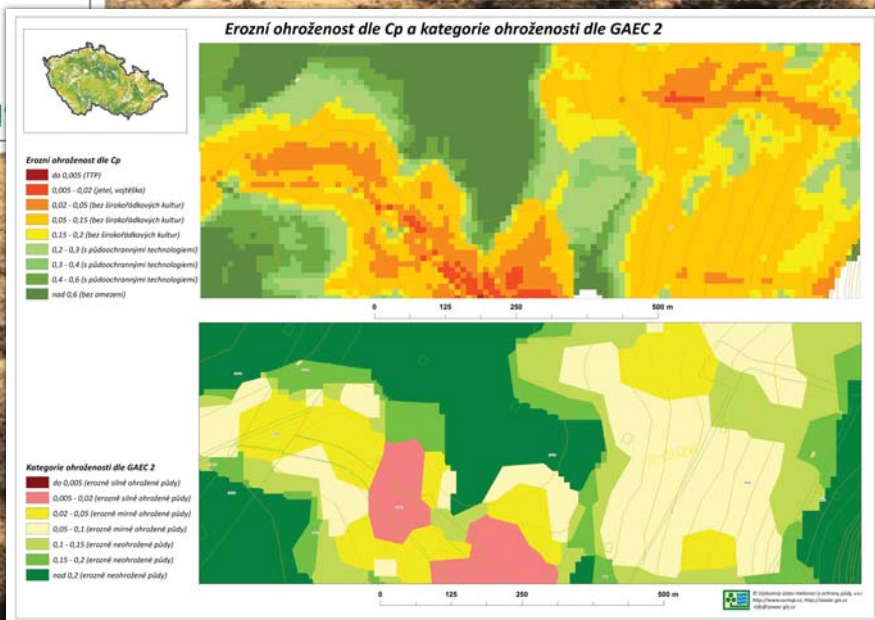 Erozní ohroženost dle Cp a kategorie ohroženosti dle GAEC 2
Erozní ohroženost dle Cp
do 0,005 (TTP)
0,005 - 0,02 (jetel, vojtěška)
0,02 - 0,05 (bez širokořádkových kultur)
0,05 - 0,15 (bez širokořádkových kultur)
0,15 - 0,2 (bez širokořádkových kultur)
0,2 - 0,3 (s půdoochrannými technologiemi)
0,3 - 0,4 (s půdoochrannými technologiemi)
0,4 - 0,6 (s půdoochrannými technologiemi)
nad 0,6 (bez omezení)
0 125 250 500 m
Kategorie ohroženosti dle GAEC 2
do 0,005 (erozně silně ohrožené půdy)
0,005 - 0,02 (erozně silně ohrožené půdy)
0,02 - 0,05 (erozně mírně ohrožené půdy)
0,05 - 0,1 (erozně mírně ohrožené půdy)
0,1 - 0,15 (erozně neohrožené půdy)
0,15 - 0,2 (erozně neohrožené půdy)
nad 0,2 (erozně neohrožené půdy)
© ČÚZK
0 125 250 500 m
© Výzkumný ústav meliorací a ochrany půdy, v.v.i.